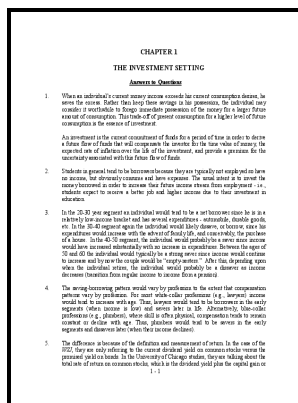 CHAPTER 1
THE INVESTMENT SETTING
Answers to Questions
1. When an individual's current money income exceeds his current consumption desires, he
saves the excess. Rather than keep these savings in his possession, the individual may
consider it worthwhile to forego immediate possession of the money for a larger future
amount of consumption. This trade-off of present consumption for a higher level of future
consumption is the essence of investment.
An investment is the current commitment of funds for a period of time in order to derive
a future flow of funds that will compensate the investor for the time value of money, the
expected rate of inflation over the life of the investment, and provide a premium for the
uncertainty associated with this future flow of funds.
2. Students in general tend to be borrowers because they are typically not employed so have
no income, but obviously consume and have expenses. The usual intent is to invest the
money borrowed in order to increase their future income stream from employment - i.e.,
students expect to receive a better job and higher income due to their investment in
education.
3. In the 20-30 year segment an individual would tend to be a net borrower since he is in a
relatively low-income bracket and has several expenditures - automobile, durable goods,
etc. In the 30-40 segment again the individual would likely dissave, or borrow, since his
expenditures would increase with the advent of family life, and conceivably, the purchase
of a house. In the 40-50 segment, the individual would probably be a saver since income
would have increased substantially with no increase in expenditures. Between the ages of
50 and 60 the individual would typically be a strong saver since income would continue
to increase and by now the couple would be "empty-nesters." After this, depending upon
when the individual retires, the individual would probably be a dissaver as income
decreases (transition from regular income to income from a pension).
4. The saving-borrowing pattern would vary by profession to the extent that compensation
patterns vary by profession. For most white-collar professions (e.g., lawyers) income
would tend to increase with age. Thus, lawyers would tend to be borrowers in the early
segments (when income is low) and savers later in life. Alternatively, blue-collar
professions (e.g., plumbers), where skill is often physical, compensation tends to remain
constant or decline with age. Thus, plumbers would tend to be savers in the early
segments and dissavers later (when their income declines).
5. The difference is because of the definition and measurement of return. In the case of the
WSJ, they are only referring to the current dividend yield on common stocks versus the
promised yield on bonds. In the University of Chicago studies, they are talking about the
total rate of return on common stocks, which is the dividend yield plus the capital gain or
1 - 1